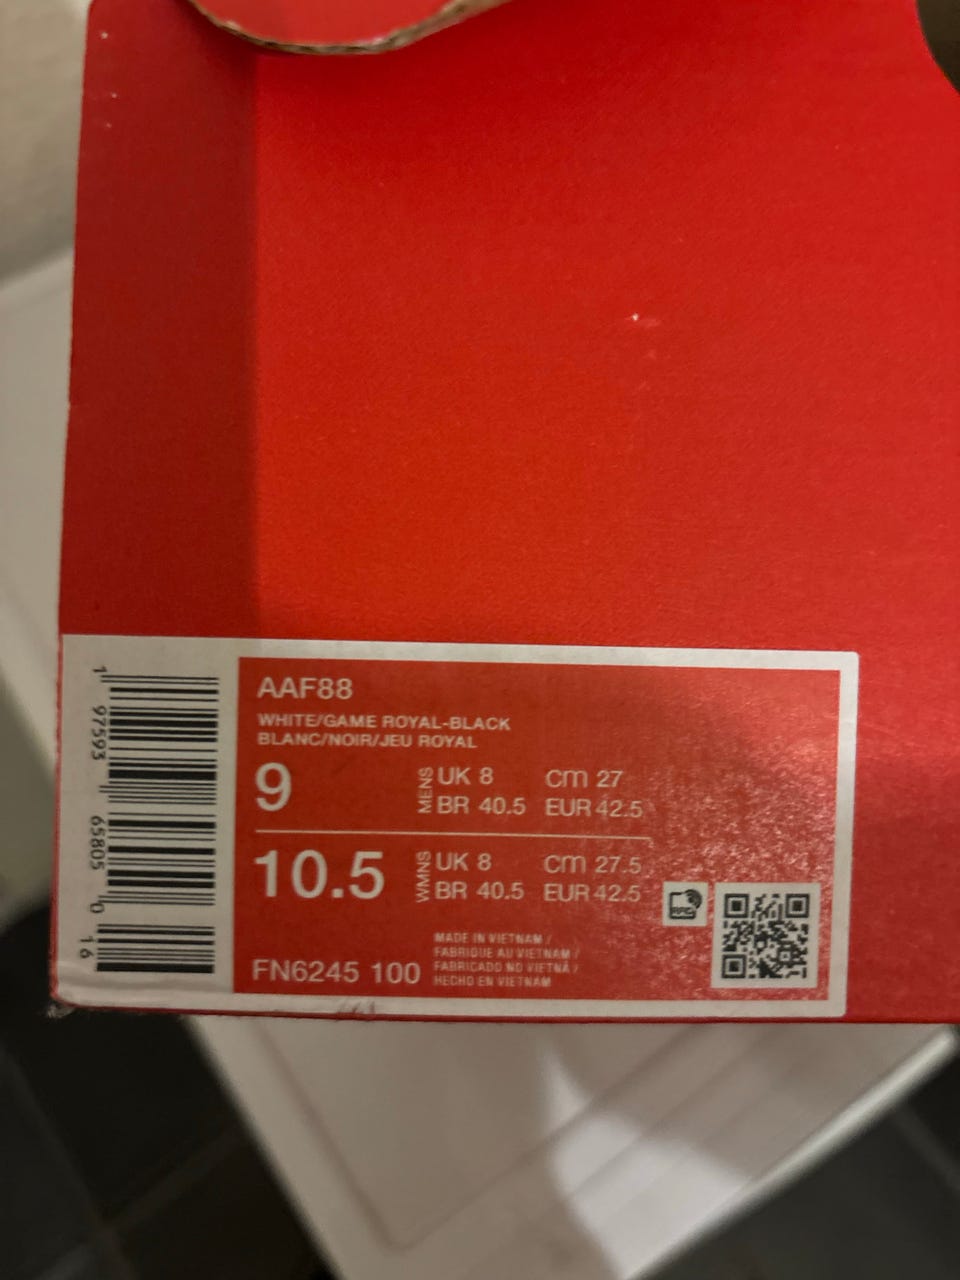 AAF88
WHITE/GAME ROYAL-BLACK
BLANC/NOIR/JEU ROYAL
9 MENS UK 8 cm 27
BR 40.5 EUR 42.5
10.5 WMNS UK 8 cm 27.5
BR 40.5 EUR 42.5
MADE IN VIETNAM /
FABRIQUE AU VIETNAM /
FABRICADO NO VIETNÃ /
HECHO EN VIETNAM
FN6245 100
1 97593 65805 0 16